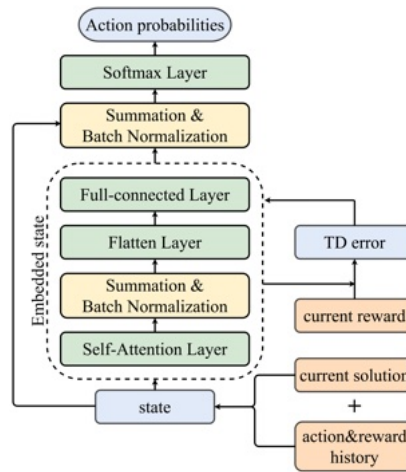 Action probabilities
Softmax Layer
Summation &
Batch Normalization
Embedded state
Full-connected Layer
Flatten Layer
Summation &
Batch Normalization
Self-Attention Layer
TD error
current reward
state
current solution
+
action&reward
history